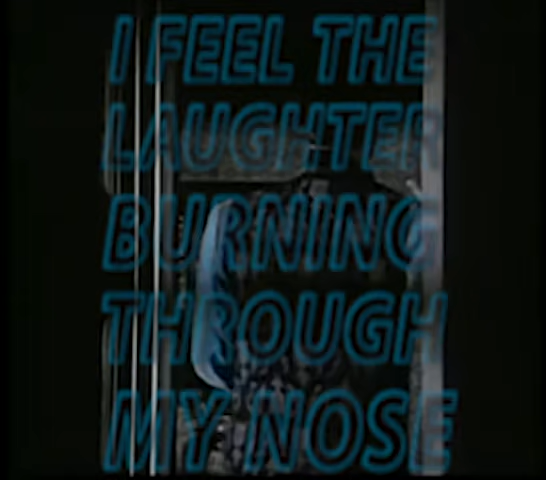 I FEEL THE
LAUGHTER
BURNING
THROUGH
MY NOSE